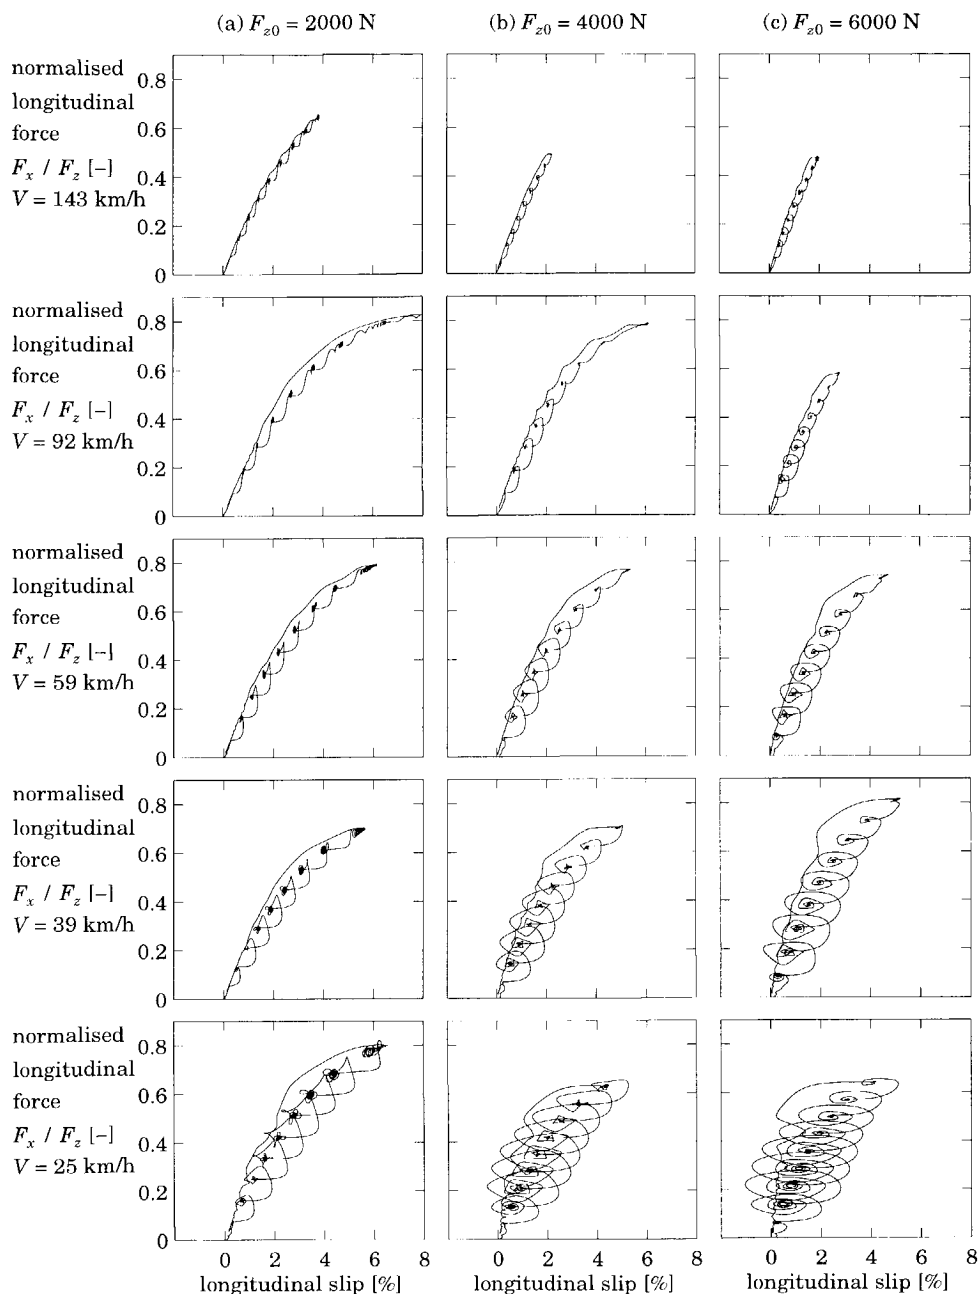 (a) F_z0 = 2000 N (b) F_z0 = 4000 N (c) F_z0 = 6000 N
normalised
longitudinal
force
F_x / F_z [–]
V = 143 km/h
0.8
0.6
0.4
0.2
0
normalised
longitudinal
force
F_x / F_z [–]
V = 92 km/h
0.8
0.6
0.4
0.2
0
normalised
longitudinal
force
F_x / F_z [–]
V = 59 km/h
0.8
0.6
0.4
0.2
0
normalised
longitudinal
force
F_x / F_z [–]
V = 39 km/h
0.8
0.6
0.4
0.2
0
normalised
longitudinal
force
F_x / F_z [–]
V = 25 km/h
0.8
0.6
0.4
0.2
0
0 2 4 6 8 0 2 4 6 8 0 2 4 6 8
longitudinal slip [%] longitudinal slip [%] longitudinal slip [%]